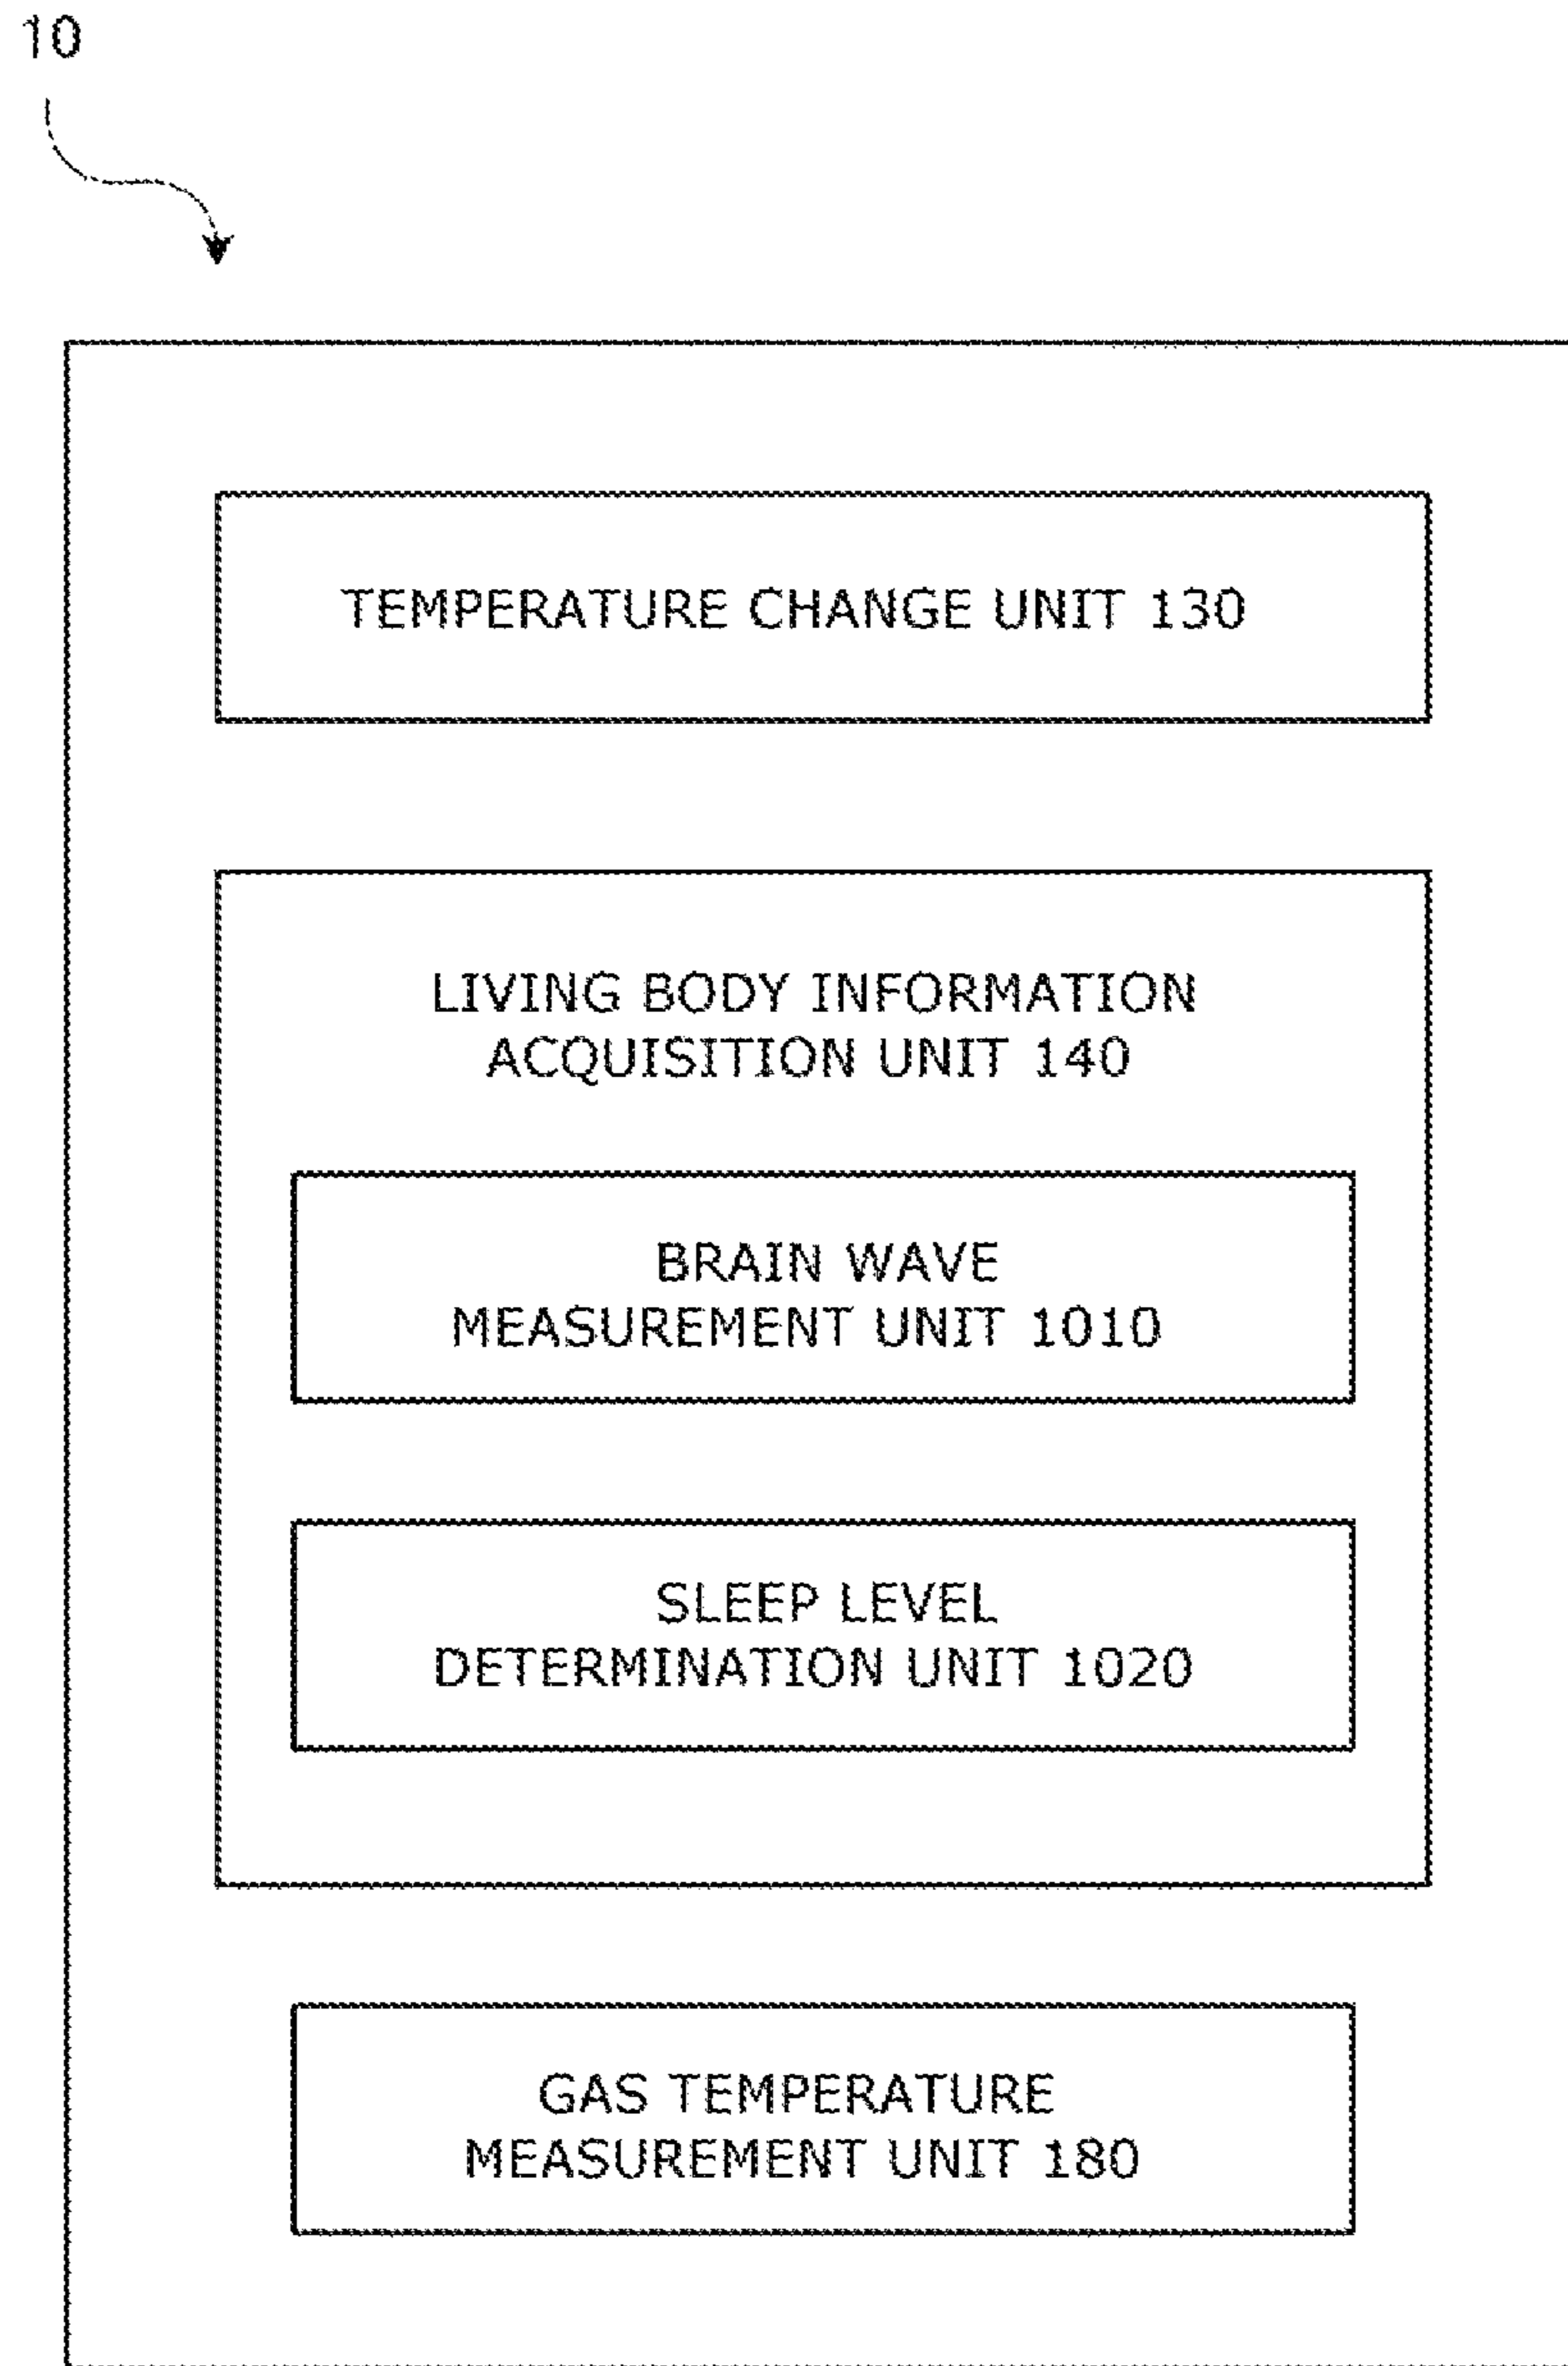 10
TEMPERATURE CHANGE UNIT 130
LIVING BODY INFORMATION
ACQUISITION UNIT 140
BRAIN WAVE
MEASUREMENT UNIT 1010
SLEEP LEVEL
DETERMINATION UNIT 1020
GAS TEMPERATURE
MEASUREMENT UNIT 180